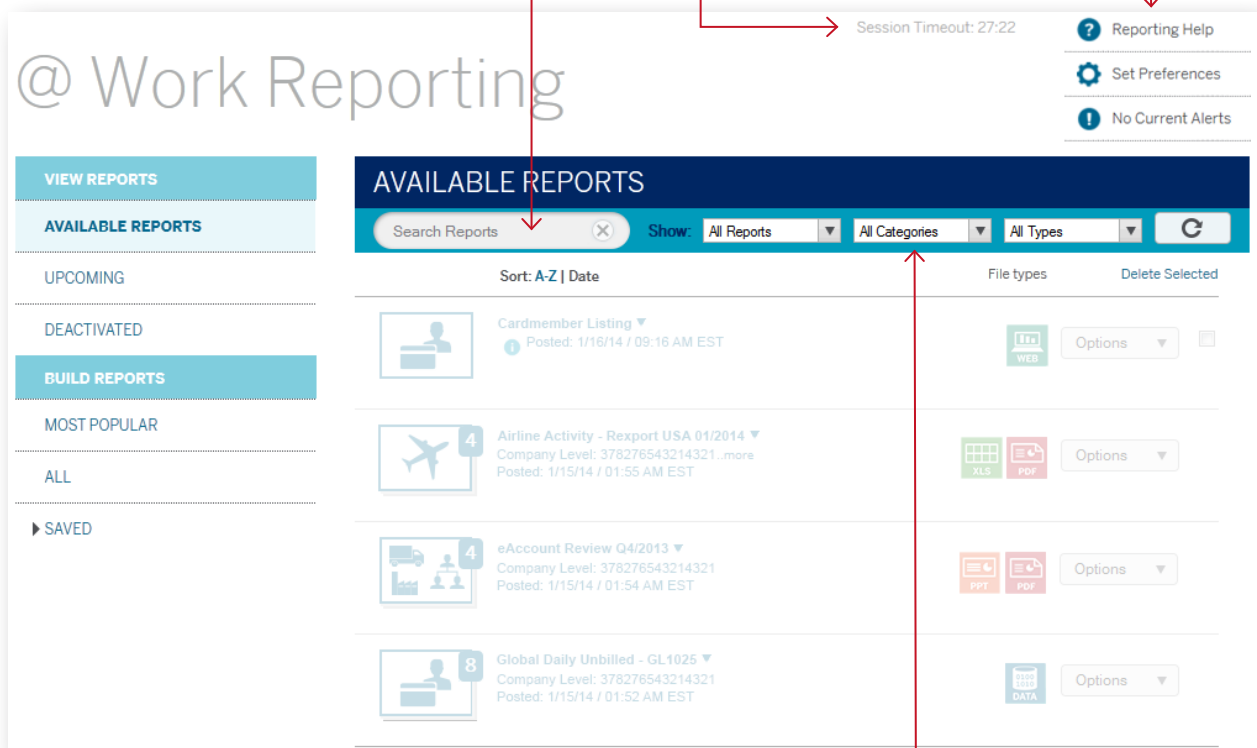 Session Timeout: 27:22
Reporting Help
Set Preferences
No Current Alerts
@ Work Reporting
VIEW REPORTS
AVAILABLE REPORTS
UPCOMING
DEACTIVATED
BUILD REPORTS
MOST POPULAR
ALL
SAVED
AVAILABLE REPORTS
Search Reports Show: All Reports All Categories All Types
Sort: A-Z | Date File types Delete Selected
Cardmember Listing
Posted: 1/16/14 / 09:16 AM EST
WEB
Options
4
Airline Activity - Rexport USA 01/2014
Company Level: 378276543214321...more
Posted: 1/15/14 / 01:55 AM EST
XLS PDF
Options
4
eAccount Review Q4/2013
Company Level: 378276543214321
Posted: 1/15/14 / 01:54 AM EST
PPT PDF
Options
8
Global Daily Unbilled - GL1025
Company Level: 378276543214321
Posted: 1/15/14 / 01:52 AM EST
0100
1010
DATA
Options